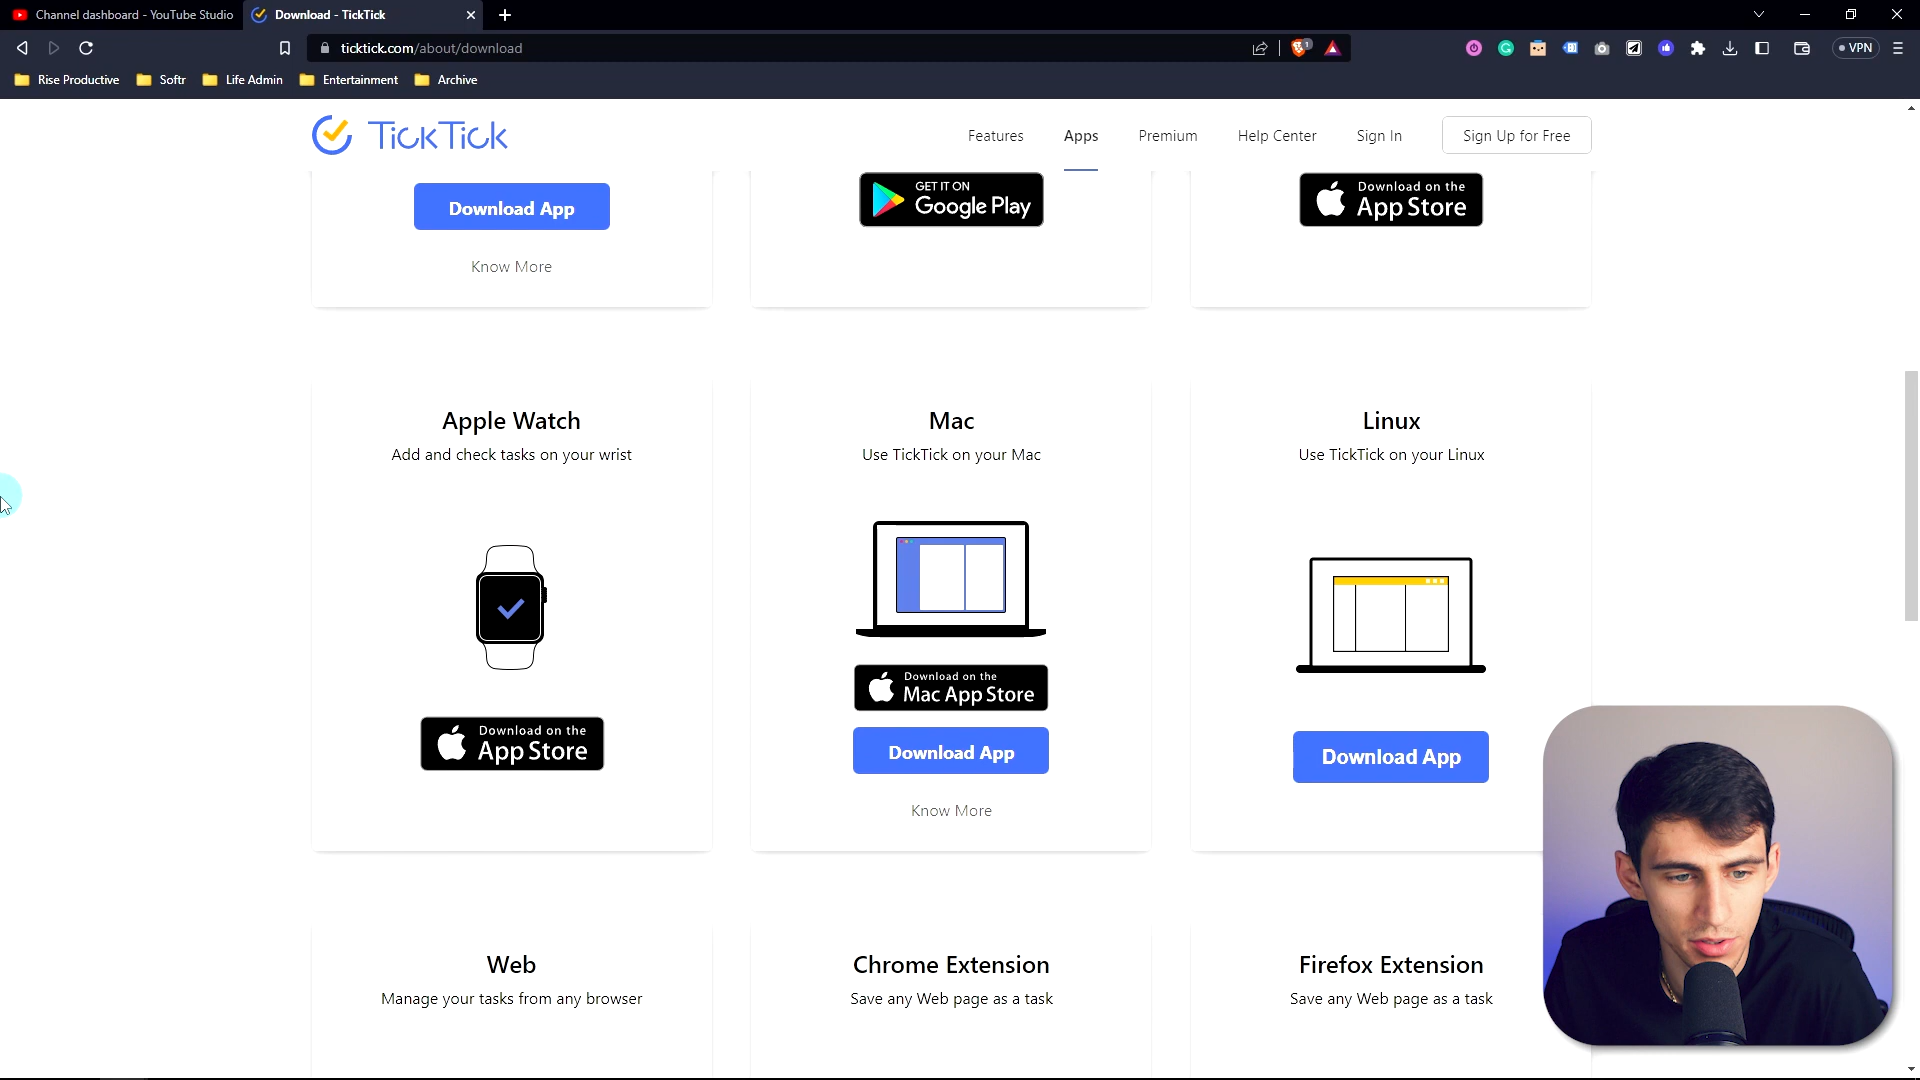 Channel dashboard - YouTube Studio
Download - TickTick
ticktick.com/about/download
1
VPN
Rise Productive
Softr
Life Admin
Entertainment
Archive
TickTick
Features
Apps
Premium
Help Center
Sign In
Sign Up for Free
Download App
Know More
GET IT ON
Google Play
Download on the
App Store
Apple Watch
Add and check tasks on your wrist
Download on the
App Store
Mac
Use TickTick on your Mac
Download on the
Mac App Store
Download App
Know More
Linux
Use TickTick on your Linux
Download App
Web
Manage your tasks from any browser
Chrome Extension
Save any Web page as a task
Firefox Extension
Save any Web page as a task